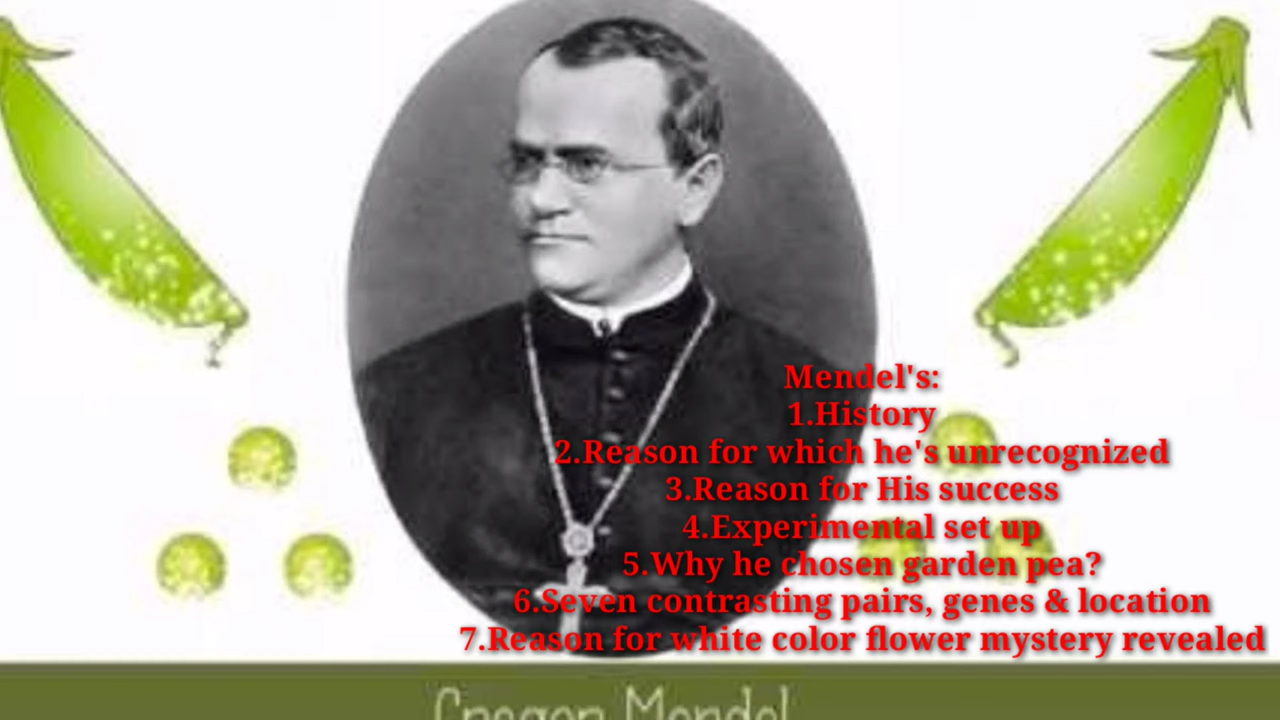 Mendel's:
1.History
2.Reason for which he's unrecognized
3.Reason for His success
4.Experimental set up
5.Why he chosen garden pea?
6.Seven contrasting pairs, genes & location
7.Reason for white color flower mystery revealed
Gregor Mendel